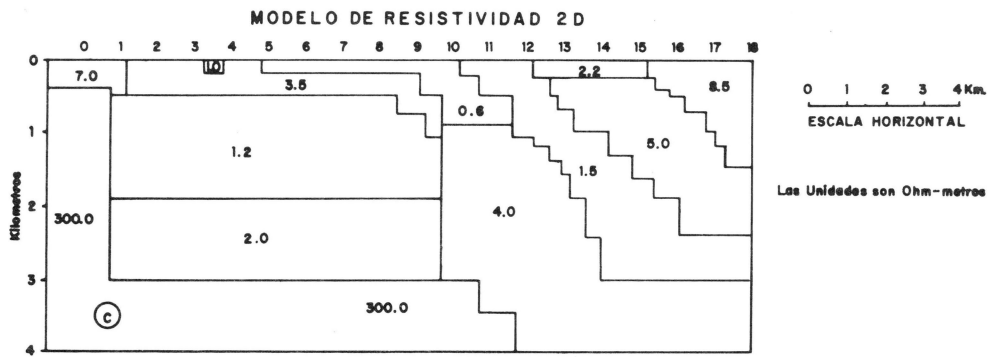 MODELO DE RESISTIVIDAD 2D
0 1 3 4 5 6 7 8 9 10 11 12 13 14 15 16 17 18
0
1
2
3
4
Kilometros
7.0
1.0
3.5
1.2
2.0
300.0
300.0
C
0.6
4.0
2.2
1.5
5.0
8.5
0 1 2 3 4 Km.
ESCALA HORIZONTAL
Las Unidades son Ohm-metros